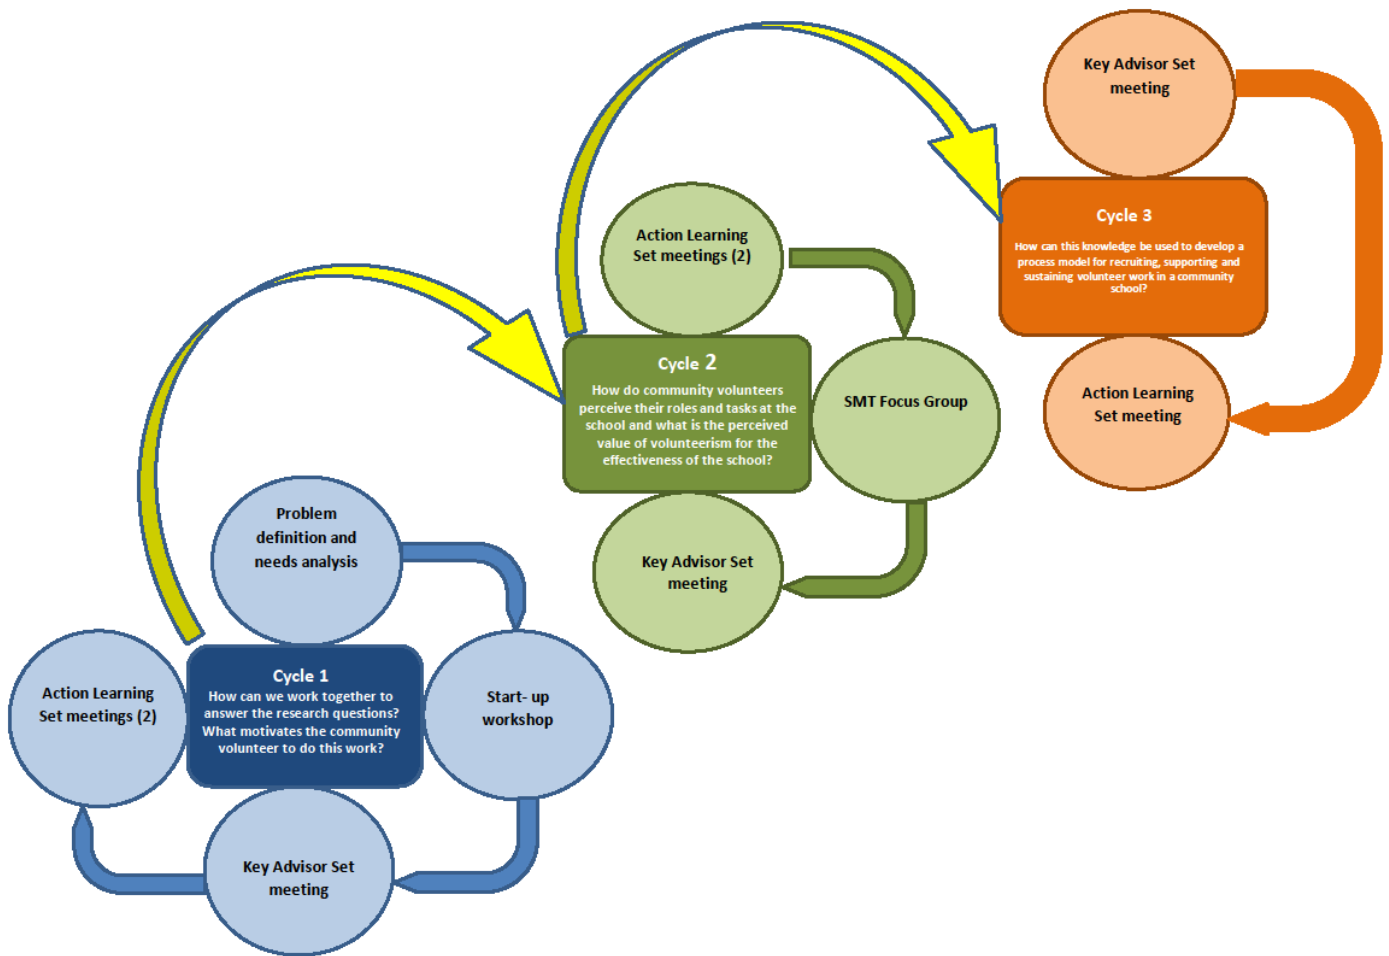 Key Advisor Set
meeting
Cycle 3
How can this knowledge be used to develop a
process model for recruiting, supporting and
sustaining volunteer work in a community
school?
Action Learning
Set meeting
Action Learning
Set meetings (2)
Cycle 2
How do community volunteers
perceive their roles and tasks at the
school and what is the perceived
value of volunteerism for the
effectiveness of the school?
SMT Focus Group
Key Advisor Set
meeting
Problem
definition and
needs analysis
Cycle 1
How can we work together to
answer the research questions?
What motivates the community
volunteer to do this work?
Start- up
workshop
Key Advisor Set
meeting
Action Learning
Set meetings (2)